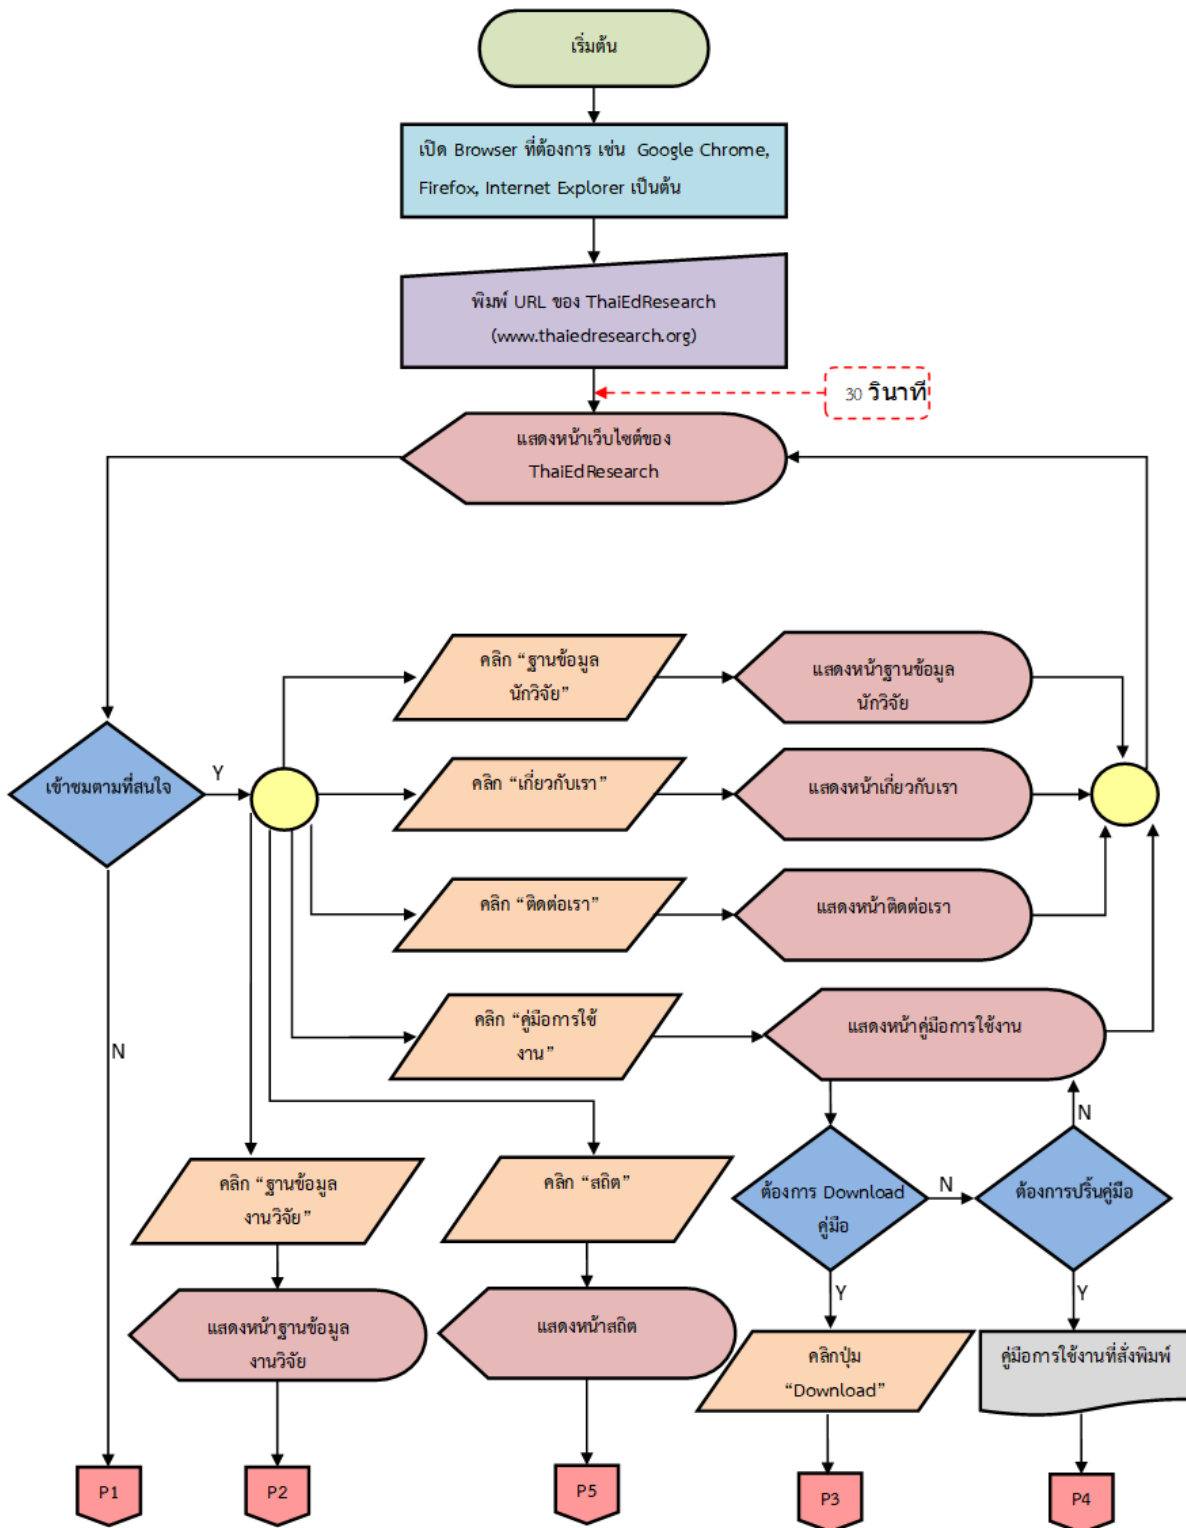 เริ่มต้น
เปิด Browser ที่ต้องการ เช่น Google Chrome,
Firefox, Internet Explorer เป็นต้น
พิมพ์ URL ของ ThaiEdResearch
(www.thaiedresearch.org)
30 วินาที
แสดงหน้าเว็บไซต์ของ
ThaiEdResearch
คลิก “ฐานข้อมูล
นักวิจัย”
แสดงหน้าฐานข้อมูล
นักวิจัย
เข้าชมตามที่สนใจ
Y
คลิก “เกี่ยวกับเรา”
แสดงหน้าเกี่ยวกับเรา
คลิก “ติดต่อเรา”
แสดงหน้าติดต่อเรา
N
คลิก “คู่มือการใช้
งาน”
แสดงหน้าคู่มือการใช้งาน
N
คลิก “ฐานข้อมูล
งานวิจัย”
คลิก “สถิต”
ต้องการ Download
คู่มือ
N
ต้องการปริ้นคู่มือ
Y
Y
แสดงหน้าฐานข้อมูล
งานวิจัย
แสดงหน้าสถิต
คลิกปุ่ม
“Download”
คู่มือการใช้งานที่สั่งพิมพ์
P1
P2
P5
P3
P4